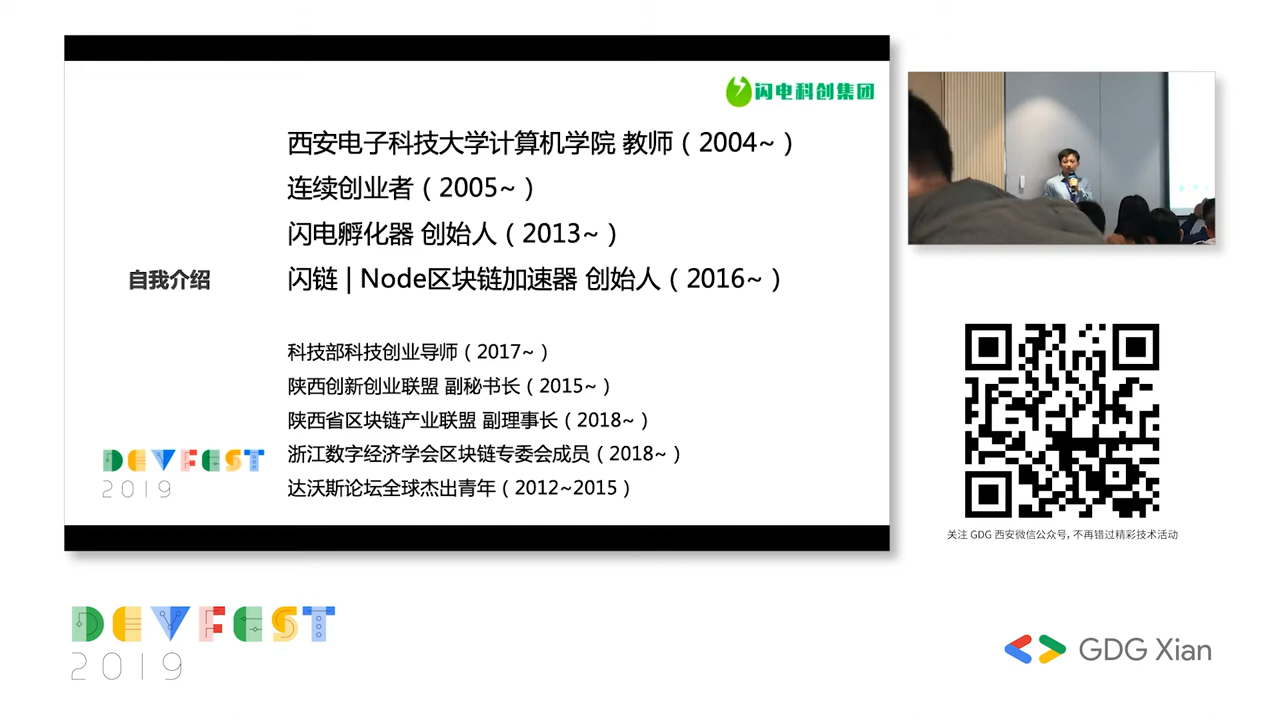 闪电科创集团
西安电子科技大学计算机学院 教师（2004~ ）
连续创业者（2005~ ）
闪电孵化器 创始人（2013~ ）
自我介绍
闪链 | Node区块链加速器 创始人（2016~ ）
科技部科技创业导师（2017~ ）
陕西创新创业联盟 副秘书长（2015~ ）
陕西省区块链产业联盟 副理事长（2018~ ）
浙江数字经济学会区块链专委会成员（2018~ ）
达沃斯论坛全球杰出青年（2012~2015 ）
DEVFEST
2019
关注 GDG 西安微信公众号, 不再错过精彩技术活动
DEVFEST
2019
GDG Xian